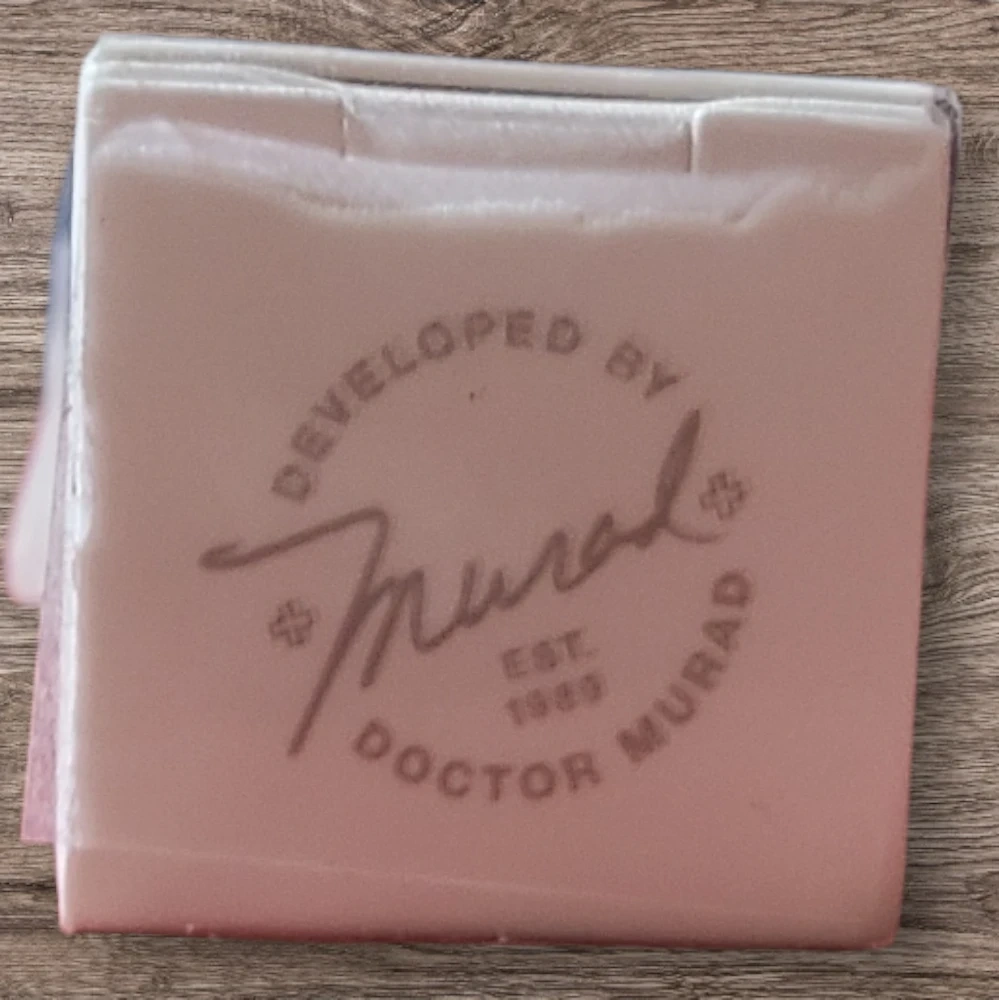 DEVELOPED BY
Murad
EST.
1989
DOCTOR MURAD